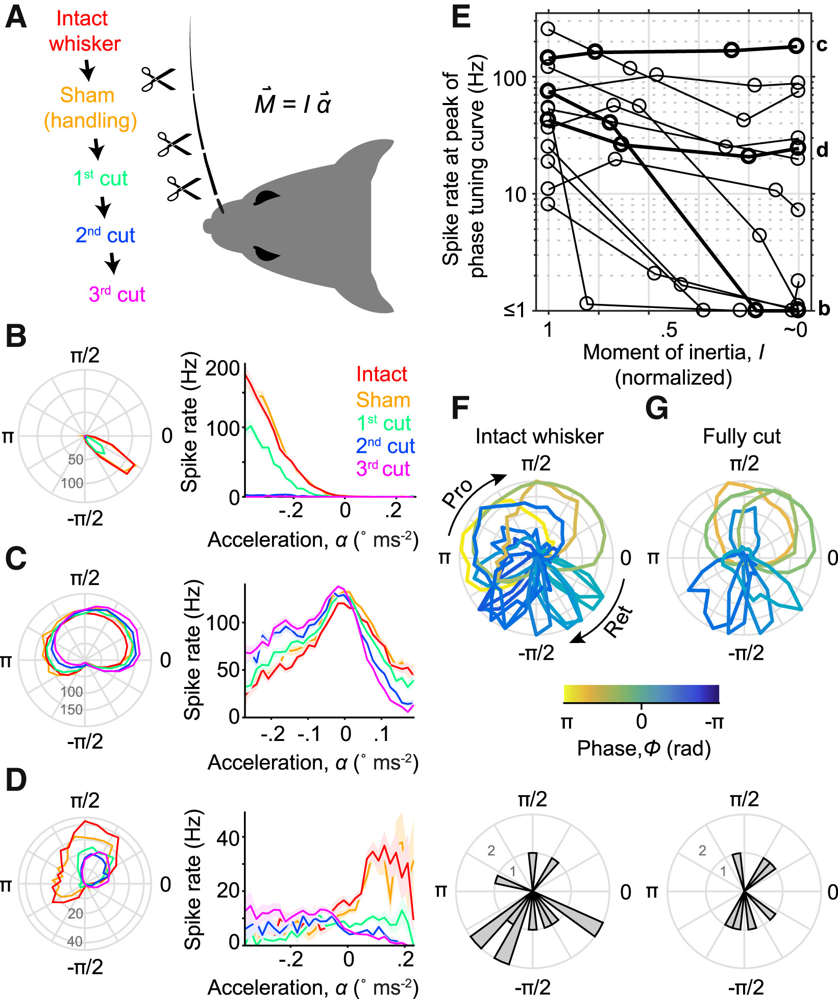 A
Intact
whisker
Sham
(handling)
1st cut
2nd cut
3rd cut
M⃗ = I α⃗
B
π/2
π
0
50
100
-π/2
Spike rate (Hz)
200
100
0
Intact
Sham
1st cut
2nd cut
3rd cut
-.2
0
.2
Acceleration, α (° ms-2)
C
π/2
π
0
100
150
-π/2
Spike rate (Hz)
100
50
0
-.2
-.1
0
.1
Acceleration, α (° ms-2)
D
π/2
π
0
20
40
-π/2
Spike rate (Hz)
40
20
0
-.2
0
.2
Acceleration, α (° ms-2)
E
Spike rate at peak of
phase tuning curve (Hz)
100
10
≤1
c
d
b
1
.5
~0
Moment of inertia, I
(normalized)
F
Intact whisker
π/2
Pro
π
0
Ret
-π/2
G
Fully cut
π/2
π
0
-π/2
π
0
-π
Phase, Φ (rad)
π/2
2
1
π
0
-π/2
π/2
2
1
π
0
-π/2